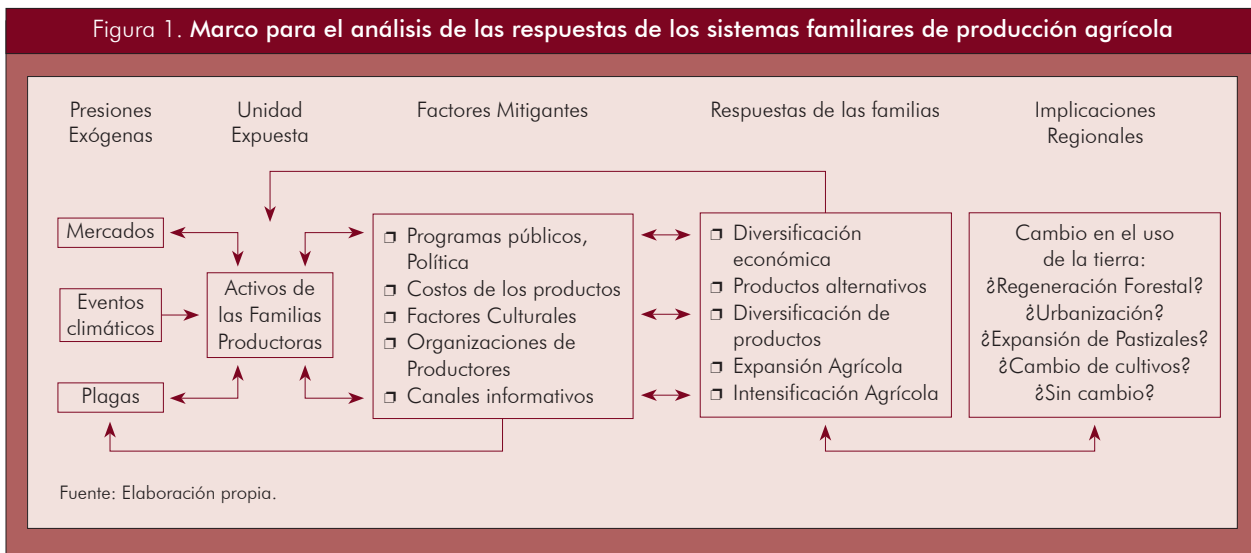 Figura 1. Marco para el análisis de las respuestas de los sistemas familiares de producción agrícola
Presiones
Exógenas
Unidad
Expuesta
Factores Mitigantes
Respuestas de las familias
Implicaciones
Regionales
Mercados
Eventos
climáticos
Plagas
Activos de
las Familias
Productoras
❒ Programas públicos,
Política
❒ Costos de los productos
❒ Factores Culturales
❒ Organizaciones de
Productores
❒ Canales informativos
❒ Diversificación
económica
❒ Productos alternativos
❒ Diversificación de
productos
❒ Expansión Agrícola
❒ Intensificación Agrícola
Cambio en el uso
de la tierra:
¿Regeneración Forestal?
¿Urbanización?
¿Expansión de Pastizales?
¿Cambio de cultivos?
¿Sin cambio?
Fuente: Elaboración propia.